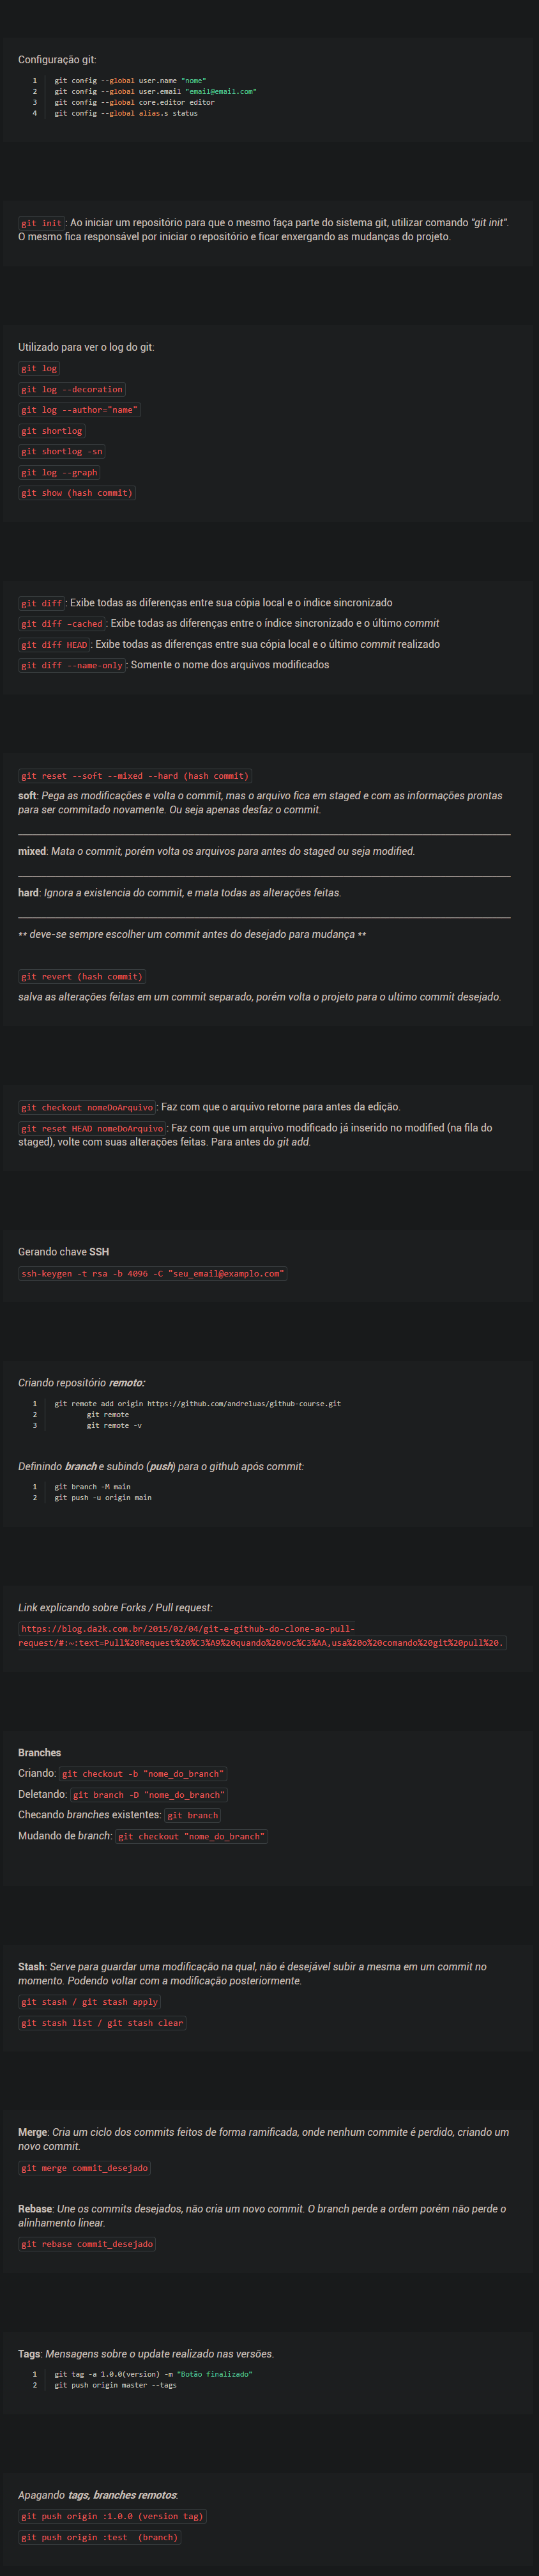 Configuração git:
1 git config --global user.name "nome"
2 git config --global user.email "email@email.com"
3 git config --global core.editor editor
4 git config --global alias.s status
git init: Ao iniciar um repositório para que o mesmo faça parte do sistema git, utilizar comando "git init".
O mesmo fica responsável por iniciar o repositório e ficar enxergando as mudanças do projeto.
Utilizado para ver o log do git:
git log
git log --decoration
git log --author="name"
git shortlog
git shortlog -sn
git log --graph
git show (hash commit)
git diff: Exibe todas as diferenças entre sua cópia local e o índice sincronizado
git diff –cached: Exibe todas as diferenças entre o índice sincronizado e o último commit
git diff HEAD: Exibe todas as diferenças entre sua cópia local e o último commit realizado
git diff --name-only: Somente o nome dos arquivos modificados
git reset --soft --mixed --hard (hash commit)
soft: Pega as modificações e volta o commit, mas o arquivo fica em staged e com as informações prontas
para ser commitado novamente. Ou seja apenas desfaz o commit.
mixed: Mata o commit, porém volta os arquivos para antes do staged ou seja modified.
hard: Ignora a existencia do commit, e mata todas as alterações feitas.
** deve-se sempre escolher um commit antes do desejado para mudança **
git revert (hash commit)
salva as alterações feitas em um commit separado, porém volta o projeto para o ultimo commit desejado.
git checkout nomeDoArquivo: Faz com que o arquivo retorne para antes da edição.
git reset HEAD nomeDoArquivo: Faz com que um arquivo modificado já inserido no modified (na fila do
staged), volte com suas alterações feitas. Para antes do git add.
Gerando chave SSH
ssh-keygen -t rsa -b 4096 -C "seu_email@examplo.com"
Criando repositório remoto:
1 git remote add origin https://github.com/andreluas/github-course.git
2 git remote
3 git remote -v
Definindo branch e subindo (push) para o github após commit:
1 git branch -M main
2 git push -u origin main
Link explicando sobre Forks / Pull request:
https://blog.da2k.com.br/2015/02/04/git-e-github-do-clone-ao-pull-
request/#:~:text=Pull%20Request%20%C3%A9%20quando%20voc%C3%AA,usa%20o%20comando%20git%20pull%20.
Branches
Criando: git checkout -b "nome_do_branch"
Deletando: git branch -D "nome_do_branch"
Checando branches existentes: git branch
Mudando de branch: git checkout "nome_do_branch"
Stash: Serve para guardar uma modificação na qual, não é desejável subir a mesma em um commit no
momento. Podendo voltar com a modificação posteriormente.
git stash / git stash apply
git stash list / git stash clear
Merge: Cria um ciclo dos commits feitos de forma ramificada, onde nenhum commite é perdido, criando um
novo commit.
git merge commit_desejado
Rebase: Une os commits desejados, não cria um novo commit. O branch perde a ordem porém não perde o
alinhamento linear.
git rebase commit_desejado
Tags: Mensagens sobre o update realizado nas versões.
1 git tag -a 1.0.0(version) -m "Botão finalizado"
2 git push origin master --tags
Apagando tags, branches remotos:
git push origin :1.0.0 (version tag)
git push origin :test (branch)